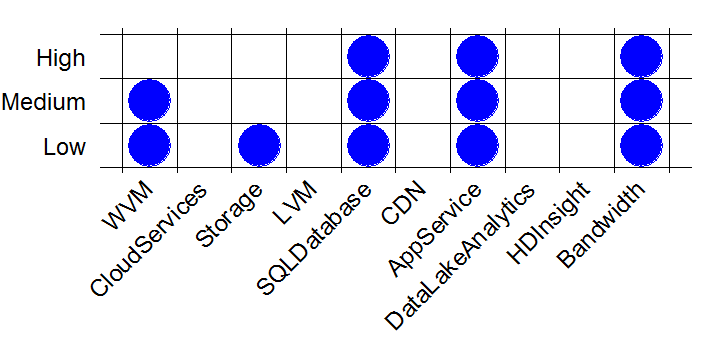 High
Medium
Low
WVM
CloudServices
Storage
LVM
SQLDatabase
CDN
AppService
DataLakeAnalytics
HDInsight
Bandwidth